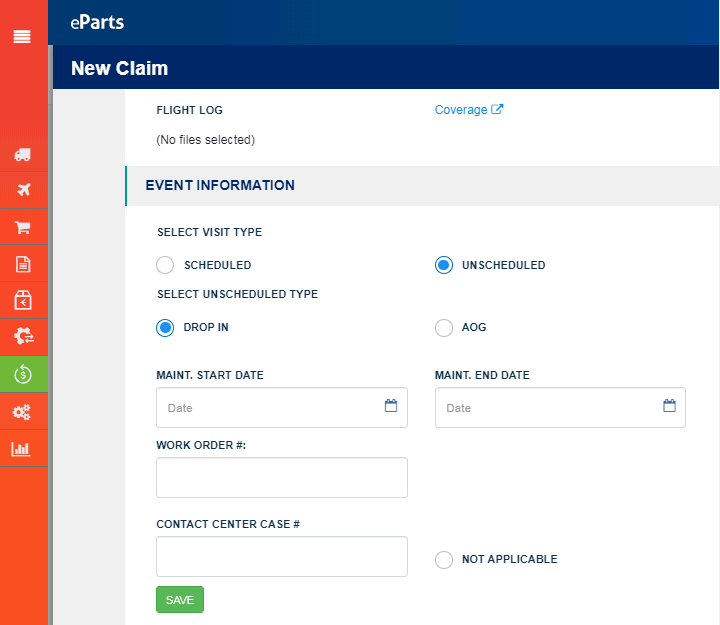 eParts
New Claim
FLIGHT LOG
Coverage
(No files selected)
EVENT INFORMATION
SELECT VISIT TYPE
SCHEDULED
UNSCHEDULED
SELECT UNSCHEDULED TYPE
DROP IN
AOG
MAINT. START DATE
MAINT. END DATE
Date
Date
WORK ORDER #:
CONTACT CENTER CASE #
NOT APPLICABLE
SAVE